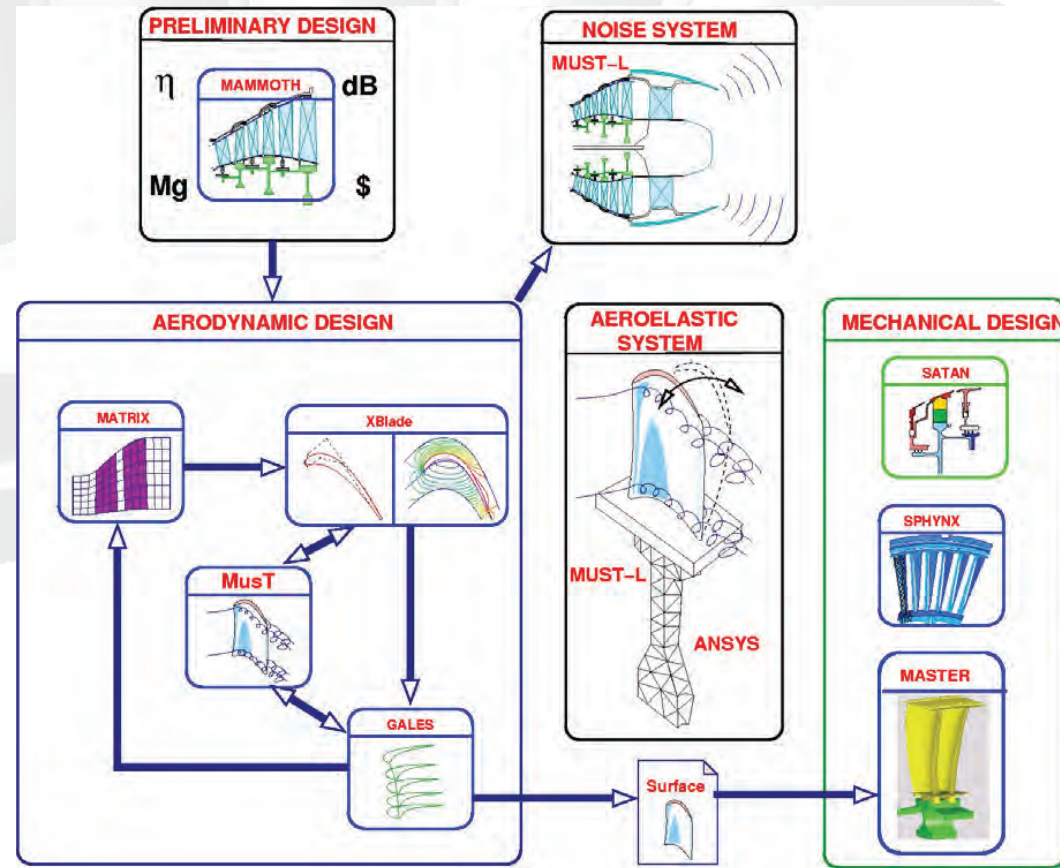 PRELIMINARY DESIGN
MAMMOTH
η
dB
Mg
$
NOISE SYSTEM
MUST-L
AERODYNAMIC DESIGN
MATRIX
XBlade
MusT
GALES
AEROELASTIC
SYSTEM
MUST-L
ANSYS
Surface
MECHANICAL DESIGN
SATAN
SPHYNX
MASTER